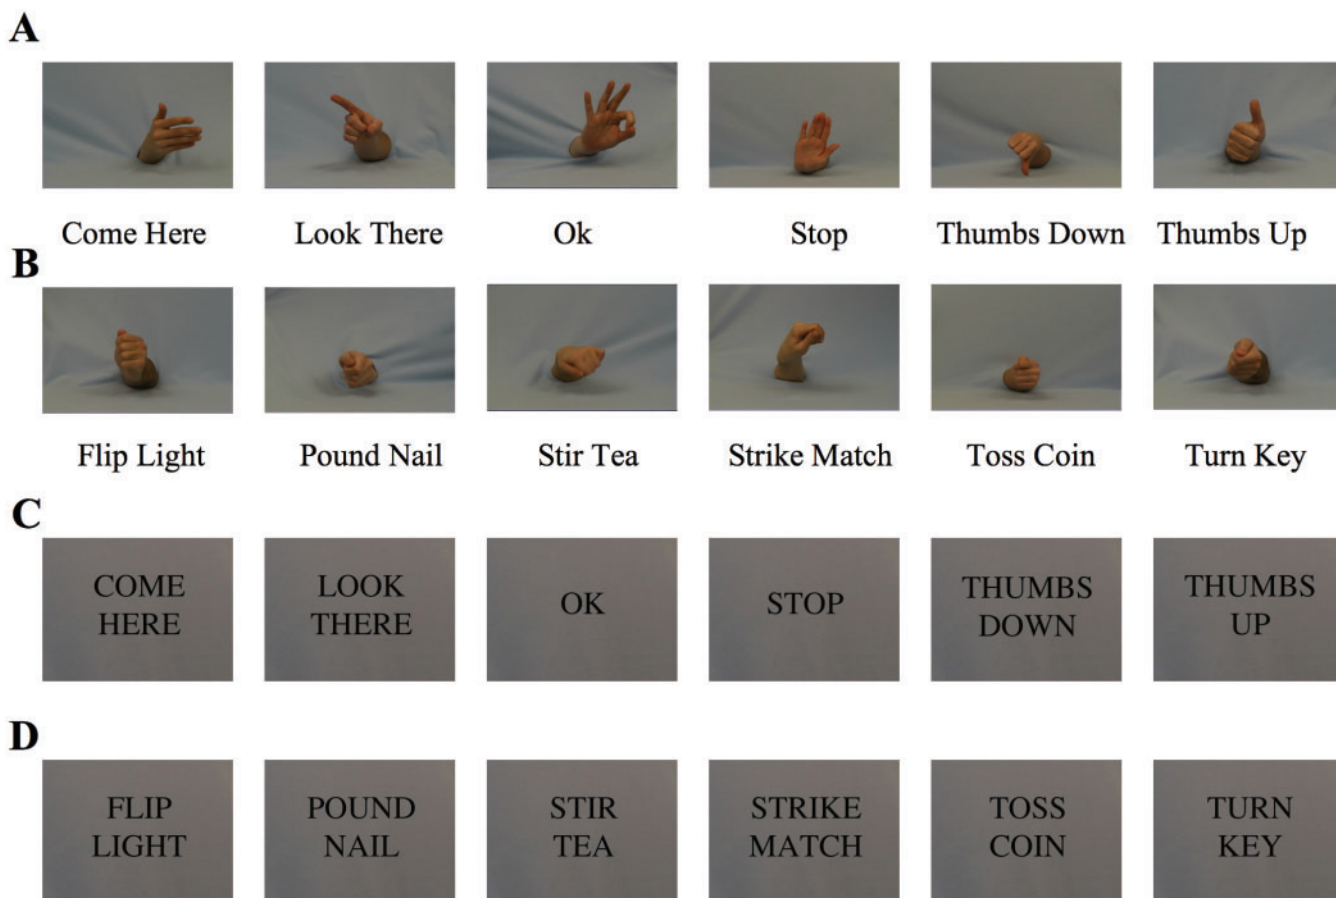 A
Come Here
Look There
Ok
Stop
Thumbs Down
Thumbs Up
B
Flip Light
Pound Nail
Stir Tea
Strike Match
Toss Coin
Turn Key
C
COME
HERE
LOOK
THERE
OK
STOP
THUMBS
DOWN
THUMBS
UP
D
FLIP
LIGHT
POUND
NAIL
STIR
TEA
STRIKE
MATCH
TOSS
COIN
TURN
KEY